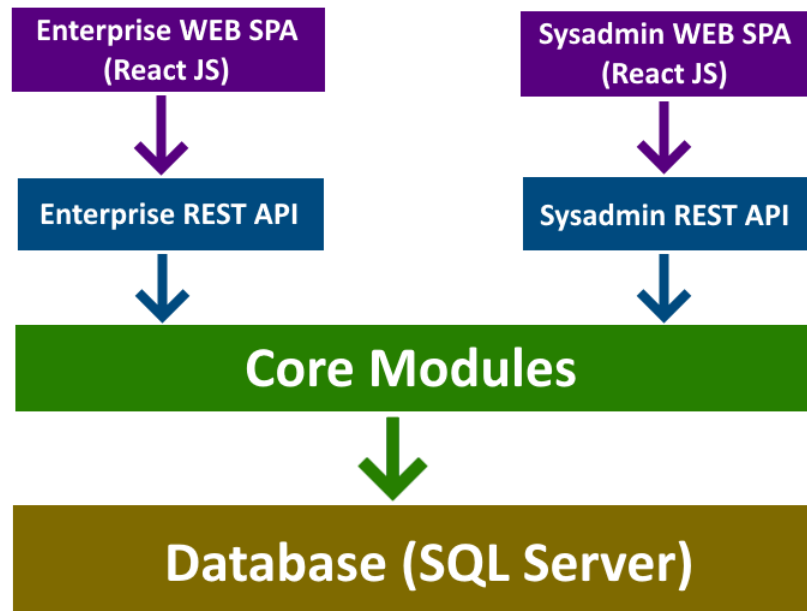 Enterprise WEB SPA
(React JS)
Sysadmin WEB SPA
(React JS)
Enterprise REST API
Sysadmin REST API
Core Modules
Database (SQL Server)